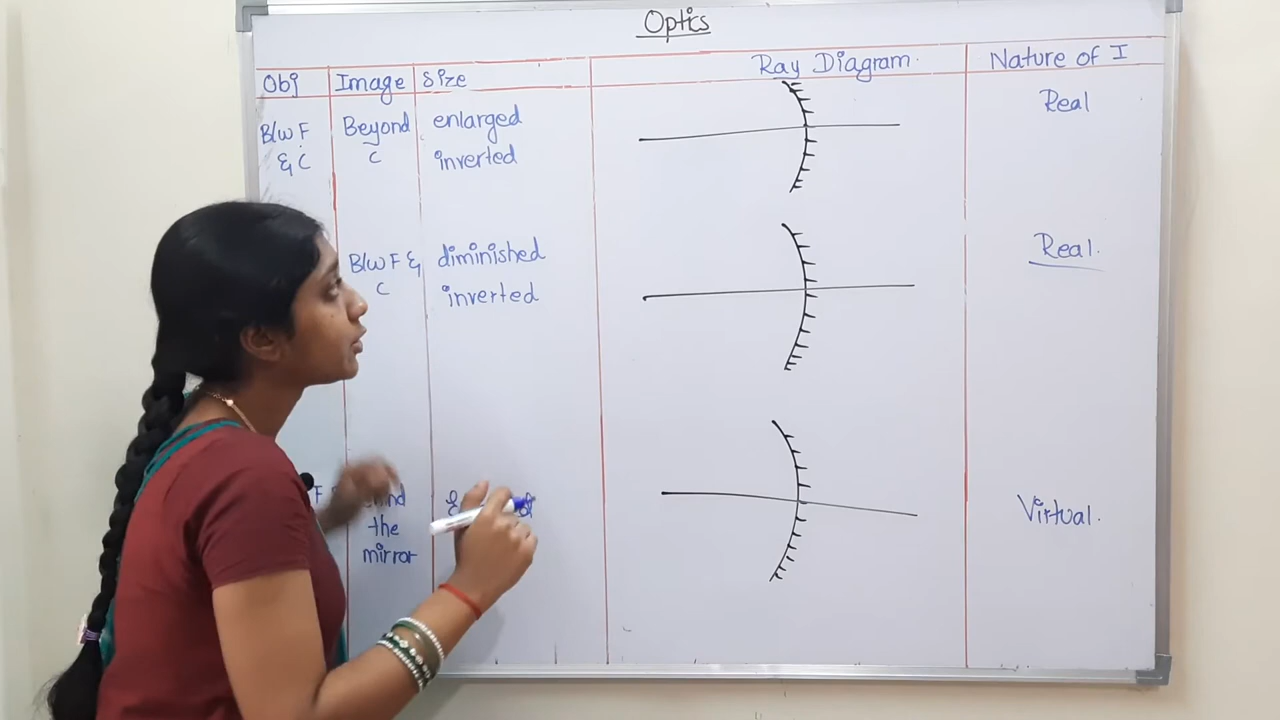 Optics
Obj Image Size Ray Diagram. Nature of I
B/w F & C
Beyond C
enlarged inverted
Real
B/w F & C
diminished inverted
Real.
F
the
mirror
Virtual.